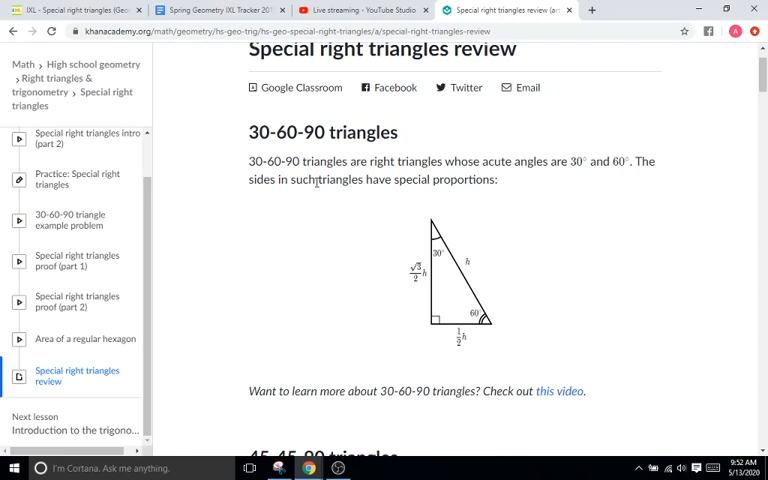 IXL - Special right triangles (Geo
Spring Geometry IXL Tracker 201
Live streaming - YouTube Studio
Special right triangles review (art
khanacademy.org/math/geometry/hs-geo-trig/hs-geo-special-right-triangles/a/special-right-triangles-review
A
Math > High school geometry
> Right triangles &
trigonometry > Special right
triangles
Special right triangles intro
(part 2)
Practice: Special right
triangles
30-60-90 triangle
example problem
Special right triangles
proof (part 1)
Special right triangles
proof (part 2)
Area of a regular hexagon
Special right triangles
review
Next lesson
Introduction to the trigono...
Special right triangles review
Google Classroom
Facebook
Twitter
Email
30-60-90 triangles
30-60-90 triangles are right triangles whose acute angles are 30° and 60°. The
sides in such triangles have special proportions:
30°
h
√3/2 h
60°
1/2 h
Want to learn more about 30-60-90 triangles? Check out this video.
45-45-90 triangles
I'm Cortana. Ask me anything.
9:52 AM
5/13/2020